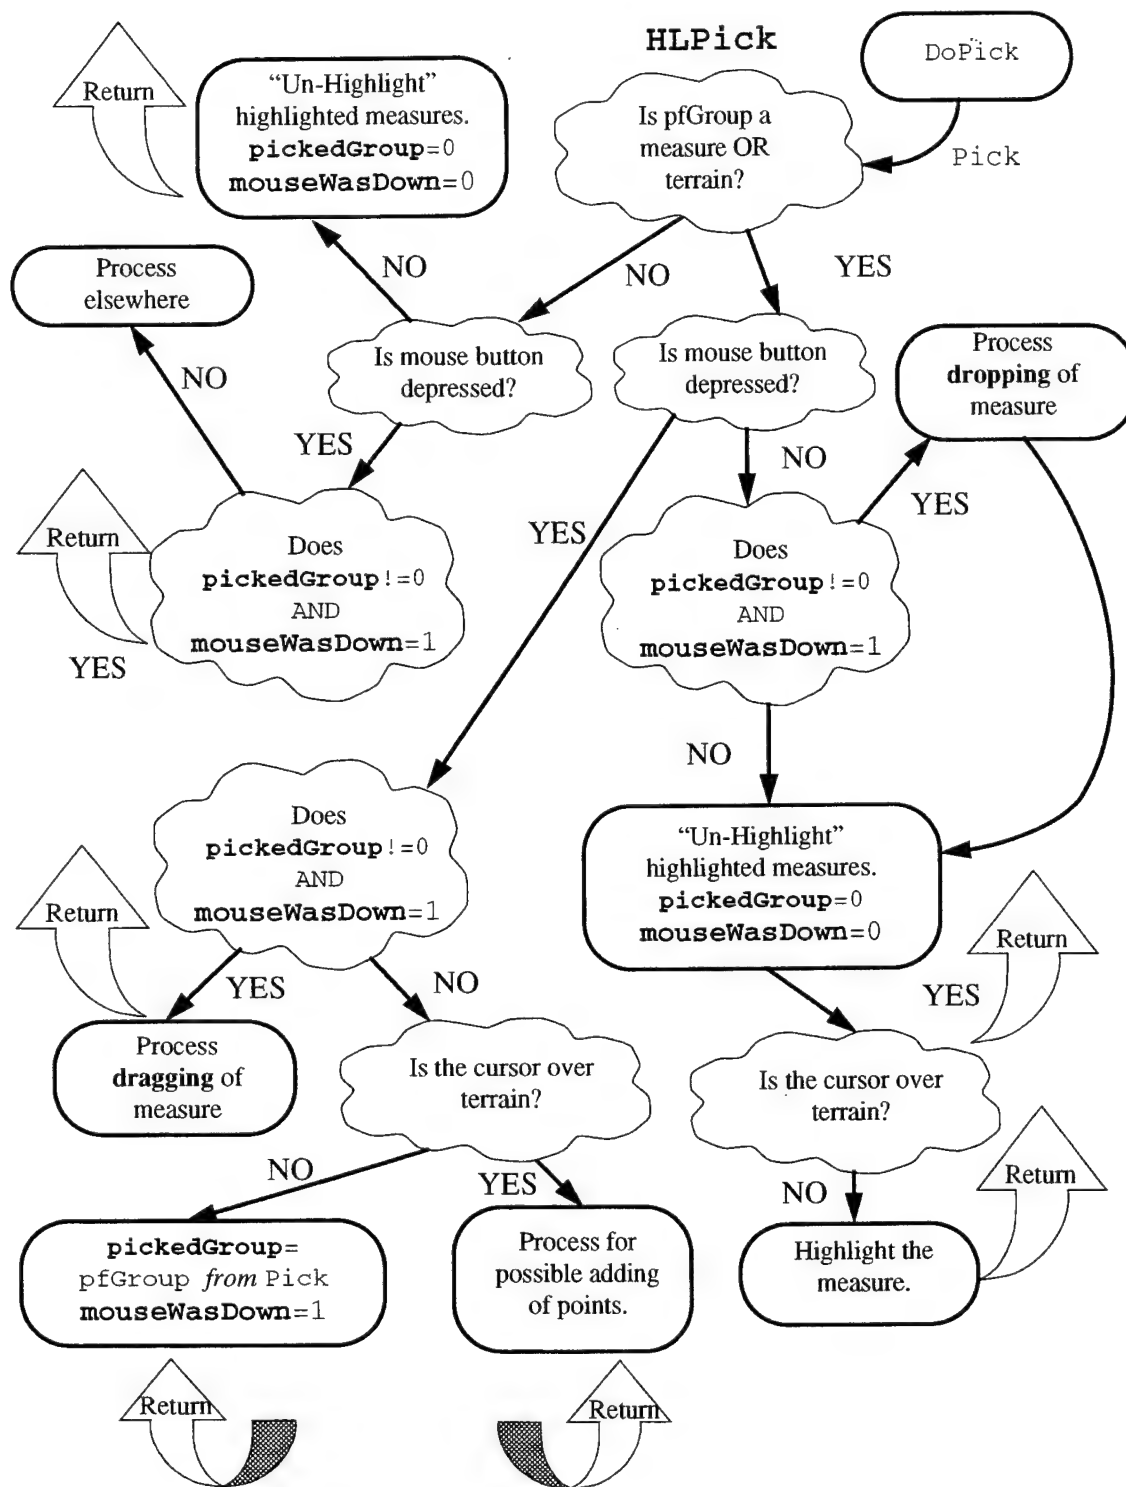 HLPick
DoPick
Pick
Return
“Un-Highlight”
highlighted measures.
pickedGroup=0
mouseWasDown=0
Is pfGroup a
measure OR
terrain?
NO
NO
YES
Process
elsewhere
NO
Is mouse button
depressed?
Is mouse button
depressed?
Process
dropping of
measure
YES
NO
YES
YES
Return
Does
pickedGroup!=0
AND
mouseWasDown=1
YES
Does
pickedGroup!=0
AND
mouseWasDown=1
NO
Does
pickedGroup!=0
AND
mouseWasDown=1
Return
“Un-Highlight”
highlighted measures.
pickedGroup=0
mouseWasDown=0
Return
YES
NO
YES
Process
dragging of
measure
Is the cursor over
terrain?
Is the cursor over
terrain?
NO
YES
NO
Return
pickedGroup=
pfGroup from Pick
mouseWasDown=1
Process for
possible adding
of points.
Highlight the
measure.
Return
Return